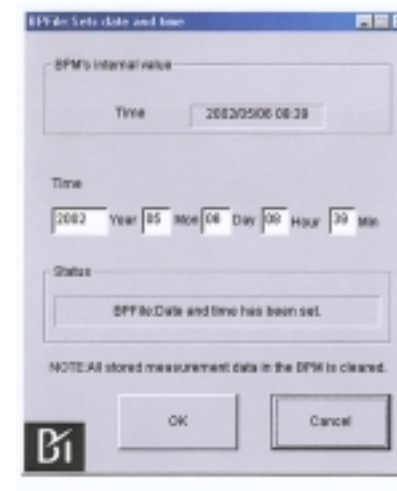 BPFile:Sets date and time
BPM's internal value
Time 2002/05/06 08:39
Time
2002 Year 05 Mon 06 Day 08 Hour 39 Min
Status
BPFile:Date and time has been set.
NOTE:All stored measurement data in the BPM is cleared.
OK Cancel